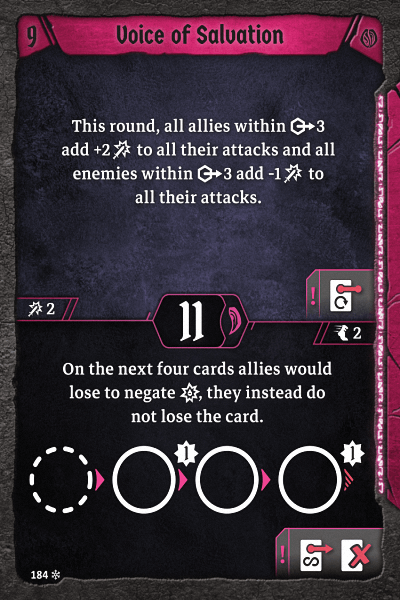 9 Voice of Salvation
This round, all allies within 3
add +2 to all their attacks and all
enemies within 3 add -1 to
all their attacks.
2 11 2
On the next four cards allies would
lose to negate , they instead do
not lose the card.
1 1
184